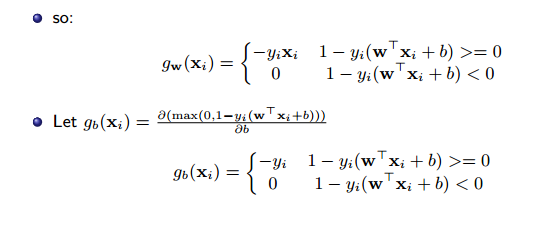 so:
g_w(x_i) = { −y_i x_i   1 − y_i(w^⊤x_i + b) >= 0
0   1 − y_i(w^⊤x_i + b) < 0
Let g_b(x_i) = ∂(max(0,1−y_i(w^⊤x_i+b)))/∂b
g_b(x_i) = { −y_i   1 − y_i(w^⊤x_i + b) >= 0
0   1 − y_i(w^⊤x_i + b) < 0